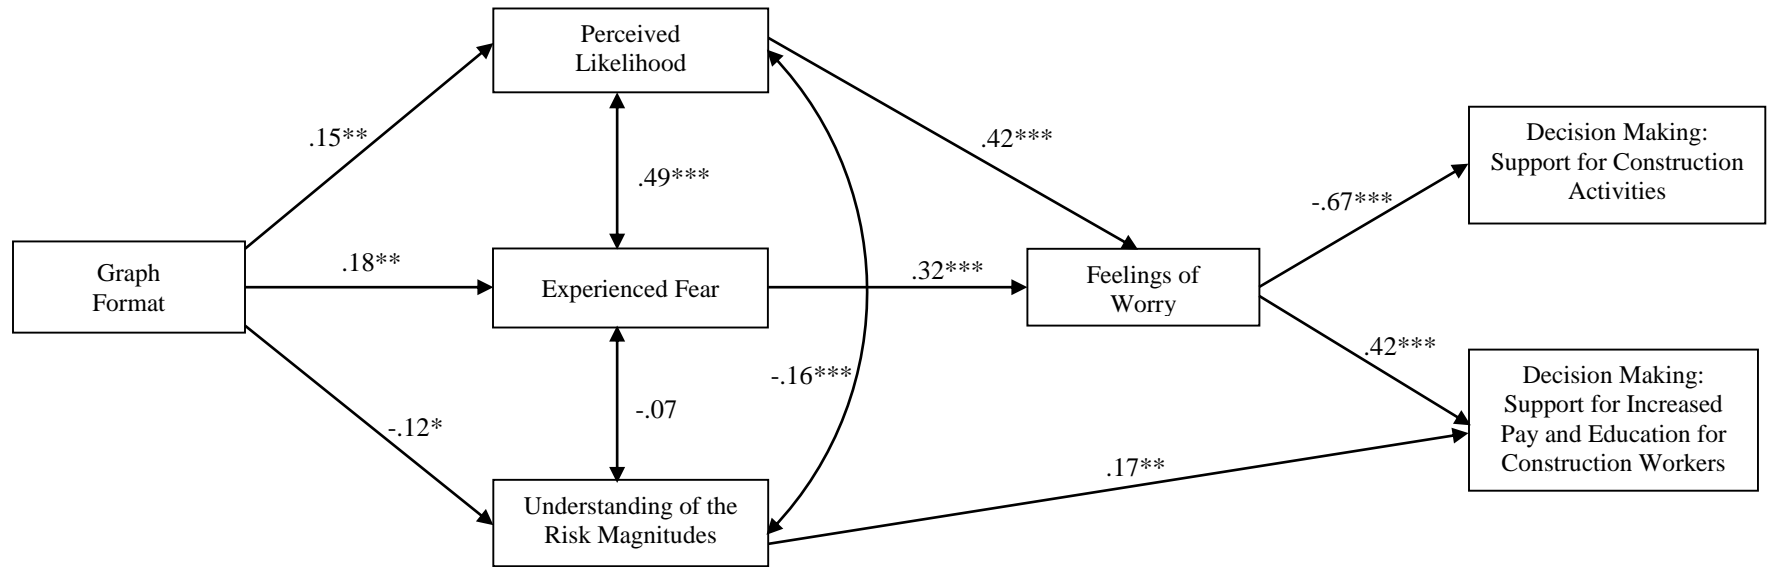 Perceived
Likelihood
.15**
.42***
Decision Making:
Support for Construction
Activities
.49***
-.67***
Graph
Format
.18**
Experienced Fear
.32***
Feelings of
Worry
-.16***
.42***
-.12*
-.07
Decision Making:
Support for Increased
Pay and Education for
Construction Workers
.17**
Understanding of the
Risk Magnitudes